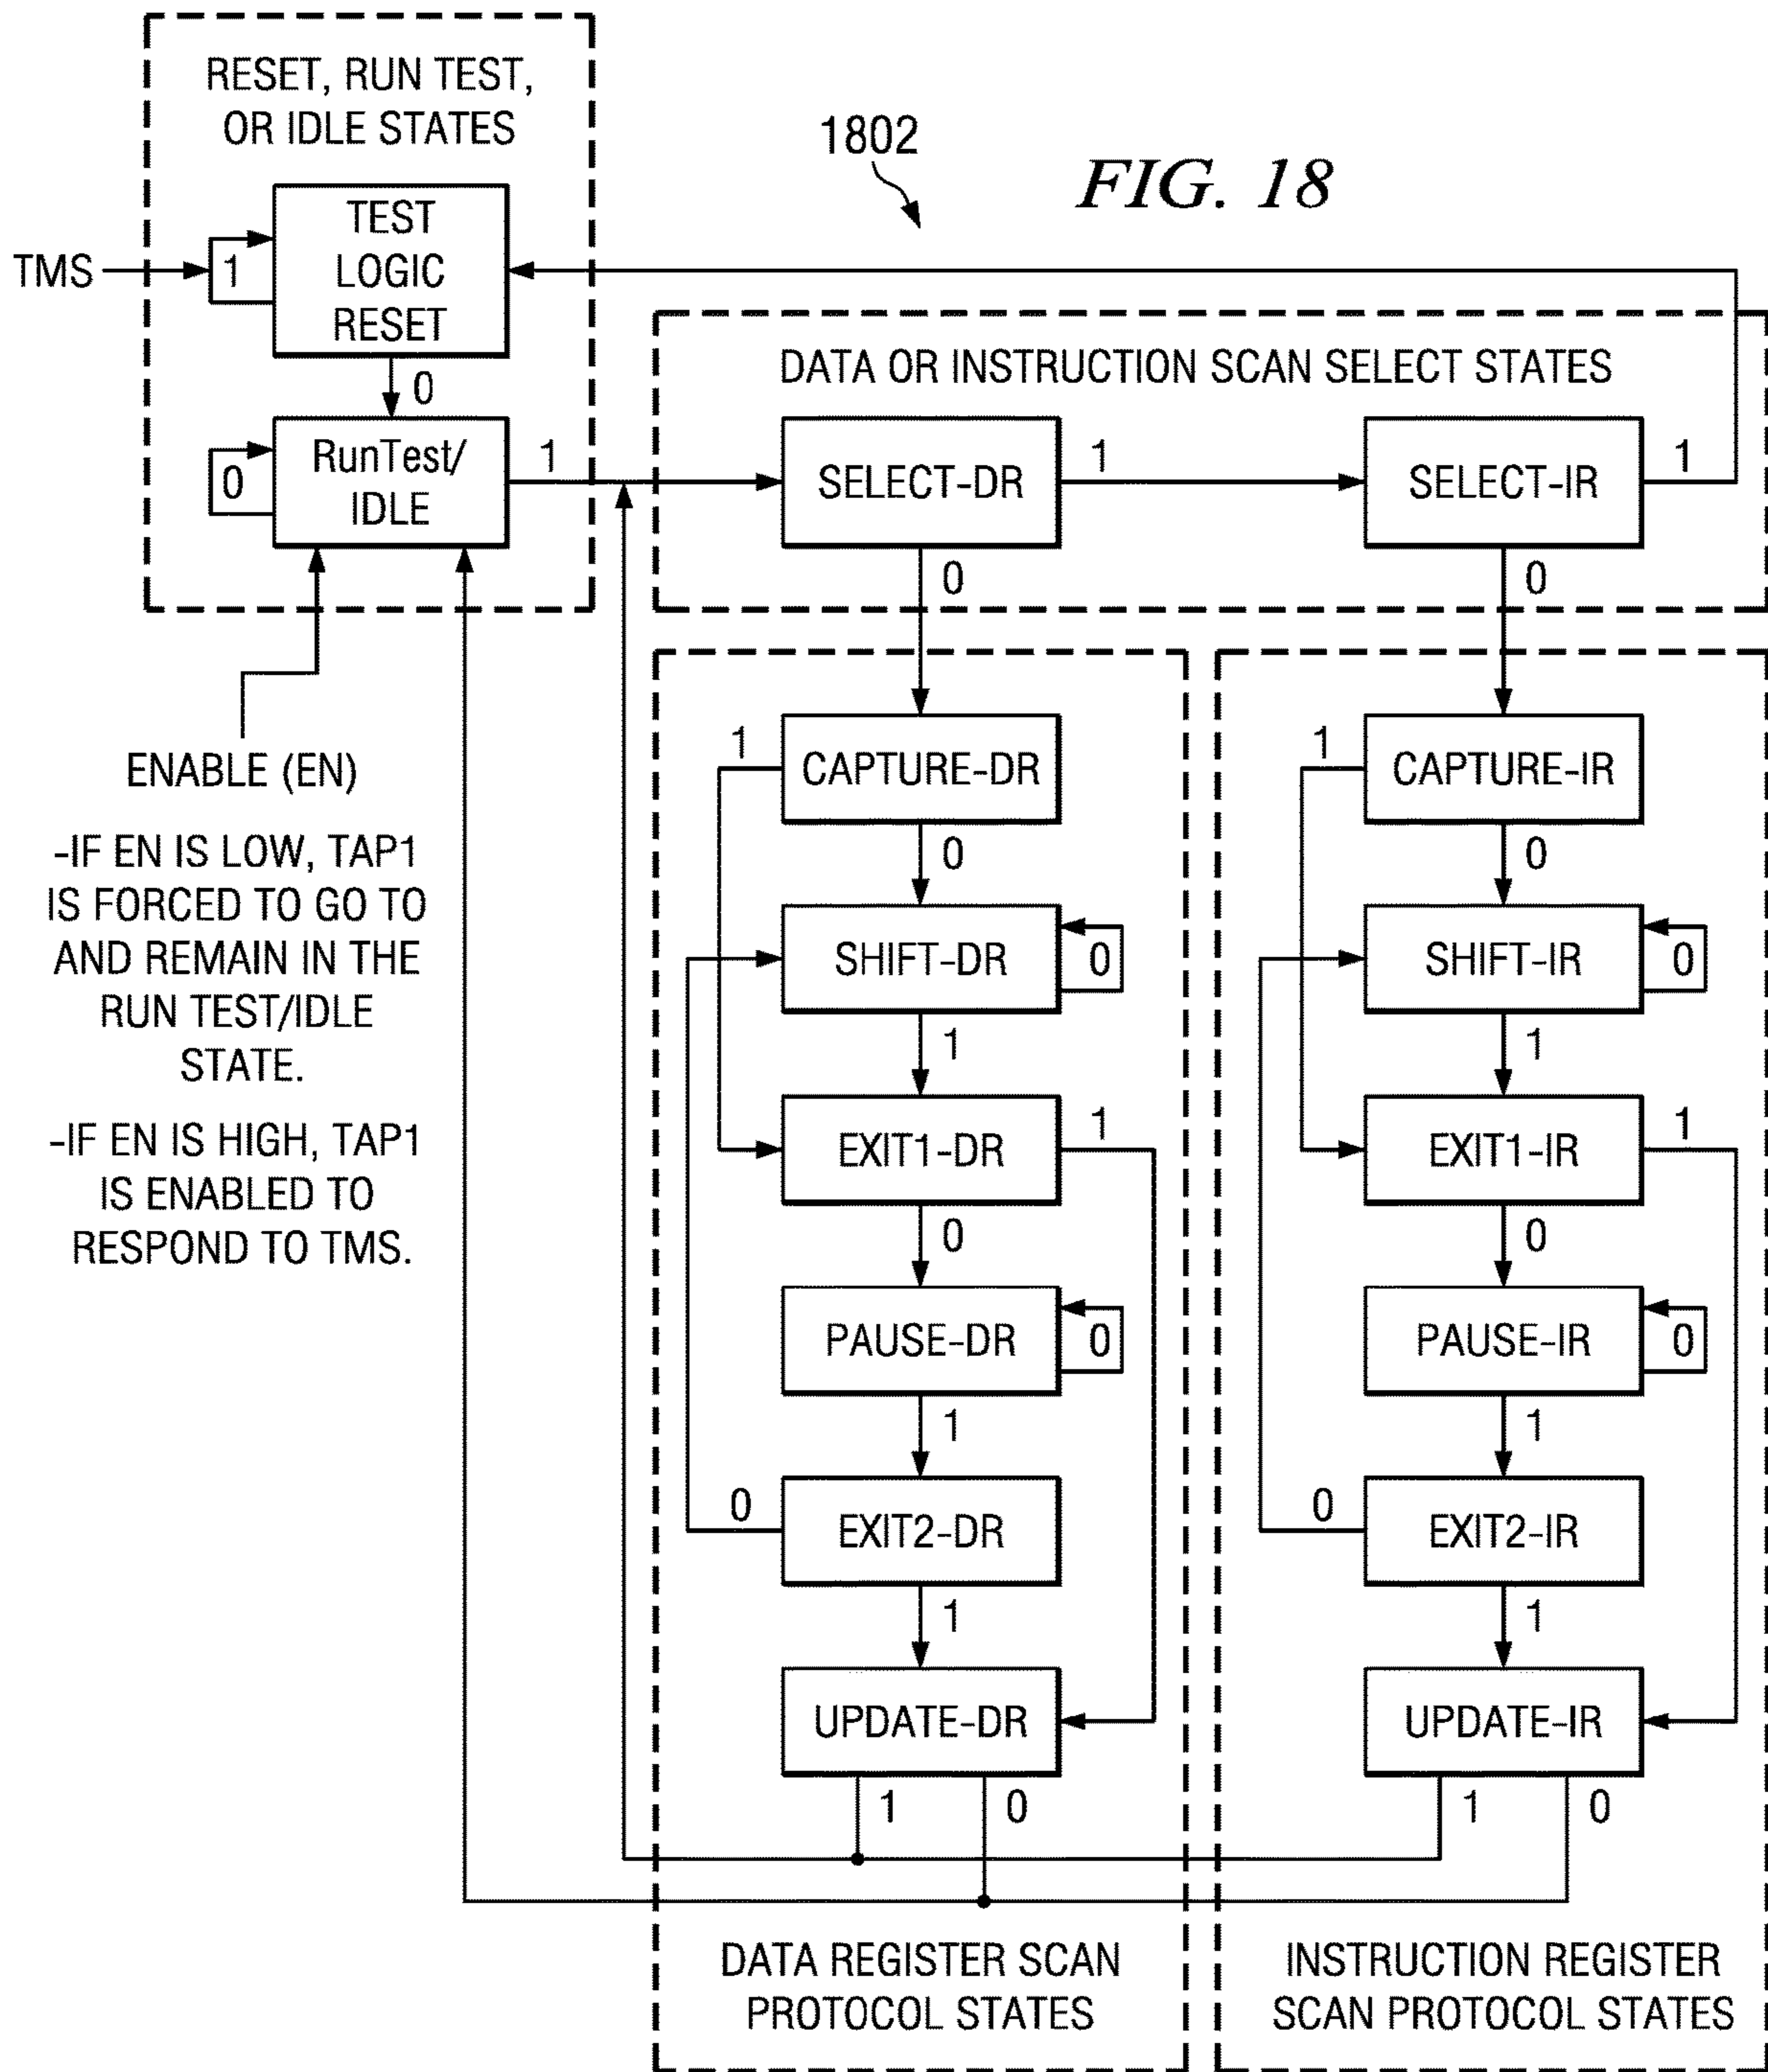 RESET, RUN TEST,
OR IDLE STATES
1802
FIG. 18
TMS
1
TEST
LOGIC
RESET
0
DATA OR INSTRUCTION SCAN SELECT STATES
0
RunTest/
IDLE
1
SELECT-DR
1
SELECT-IR
1
0
0
ENABLE (EN)
-IF EN IS LOW, TAP1
IS FORCED TO GO TO
AND REMAIN IN THE
RUN TEST/IDLE
STATE.
-IF EN IS HIGH, TAP1
IS ENABLED TO
RESPOND TO TMS.
1
CAPTURE-DR
0
SHIFT-DR
0
1
EXIT1-DR
1
0
PAUSE-DR
0
1
0
EXIT2-DR
1
UPDATE-DR
1
0
DATA REGISTER SCAN
PROTOCOL STATES
1
CAPTURE-IR
0
SHIFT-IR
0
1
EXIT1-IR
1
0
PAUSE-IR
0
1
0
EXIT2-IR
1
UPDATE-IR
1
0
INSTRUCTION REGISTER
SCAN PROTOCOL STATES